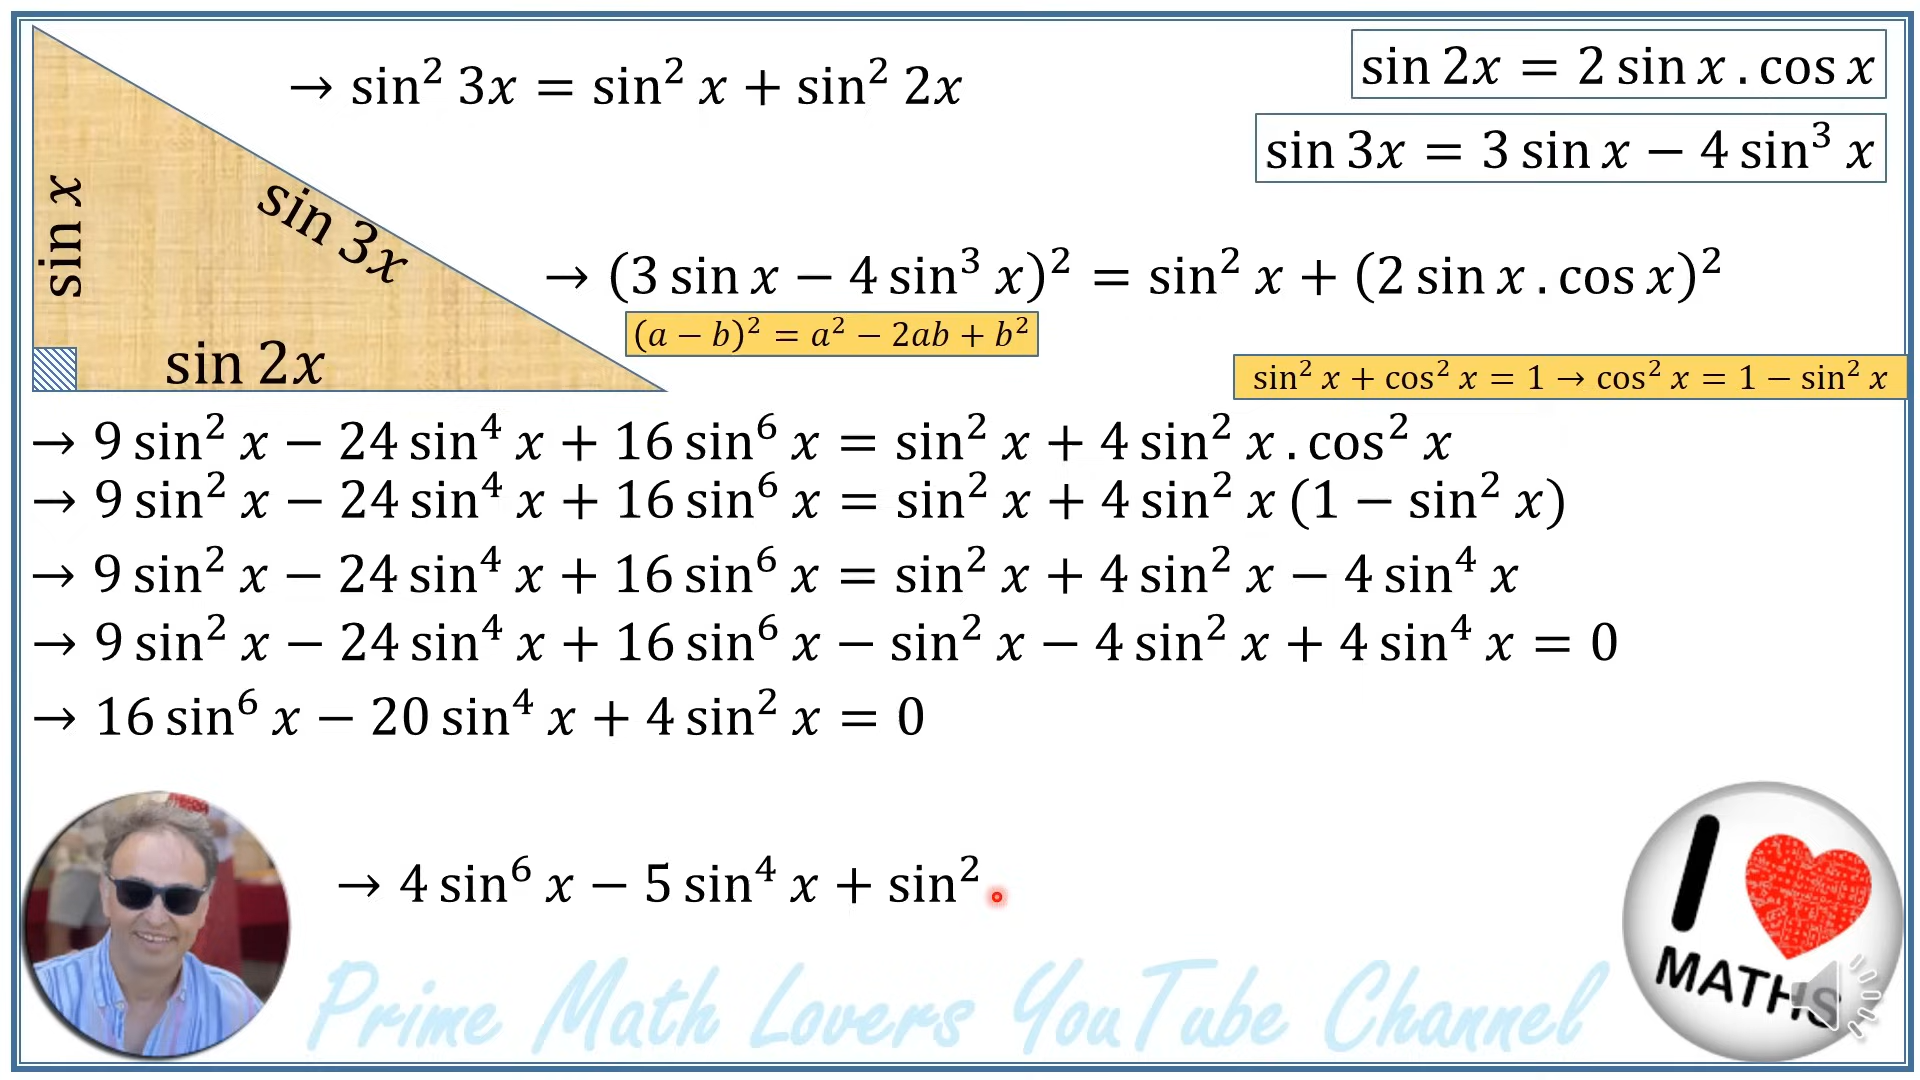 → sin² 3x = sin² x + sin² 2x
sin 2x = 2 sin x . cos x
sin 3x = 3 sin x − 4 sin³ x
sin x
sin 3x
sin 2x
→ (3 sin x − 4 sin³ x)² = sin² x + (2 sin x . cos x)²
(a − b)² = a² − 2ab + b²
sin² x + cos² x = 1 → cos² x = 1 − sin² x
→ 9 sin² x − 24 sin⁴ x + 16 sin⁶ x = sin² x + 4 sin² x . cos² x
→ 9 sin² x − 24 sin⁴ x + 16 sin⁶ x = sin² x + 4 sin² x (1 − sin² x)
→ 9 sin² x − 24 sin⁴ x + 16 sin⁶ x = sin² x + 4 sin² x − 4 sin⁴ x
→ 9 sin² x − 24 sin⁴ x + 16 sin⁶ x − sin² x − 4 sin² x + 4 sin⁴ x = 0
→ 16 sin⁶ x − 20 sin⁴ x + 4 sin² x = 0
→ 4 sin⁶ x − 5 sin⁴ x + sin²
I
MATHS
Prime Math Lovers YouTube Channel